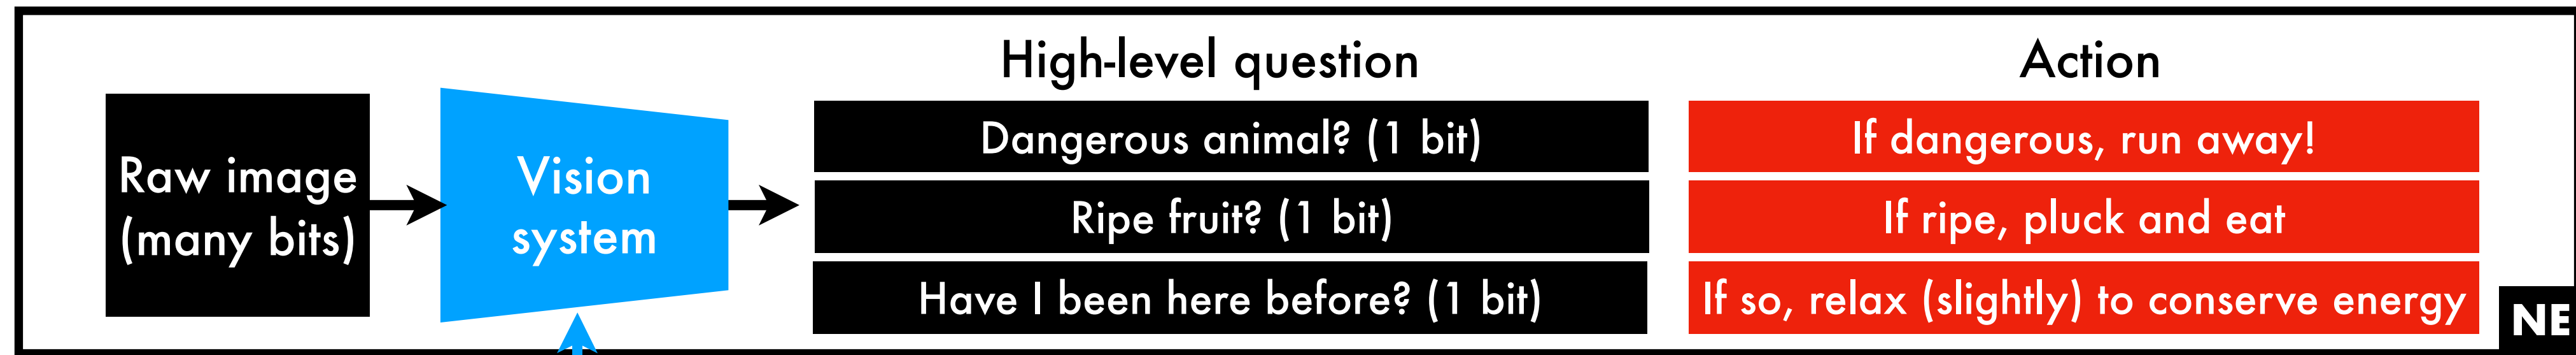 High-level question
Action
Raw image
(many bits)
Vision
system
Dangerous animal? (1 bit)
If dangerous, run away!
Ripe fruit? (1 bit)
If ripe, pluck and eat
Have I been here before? (1 bit)
If so, relax (slightly) to conserve energy
NE